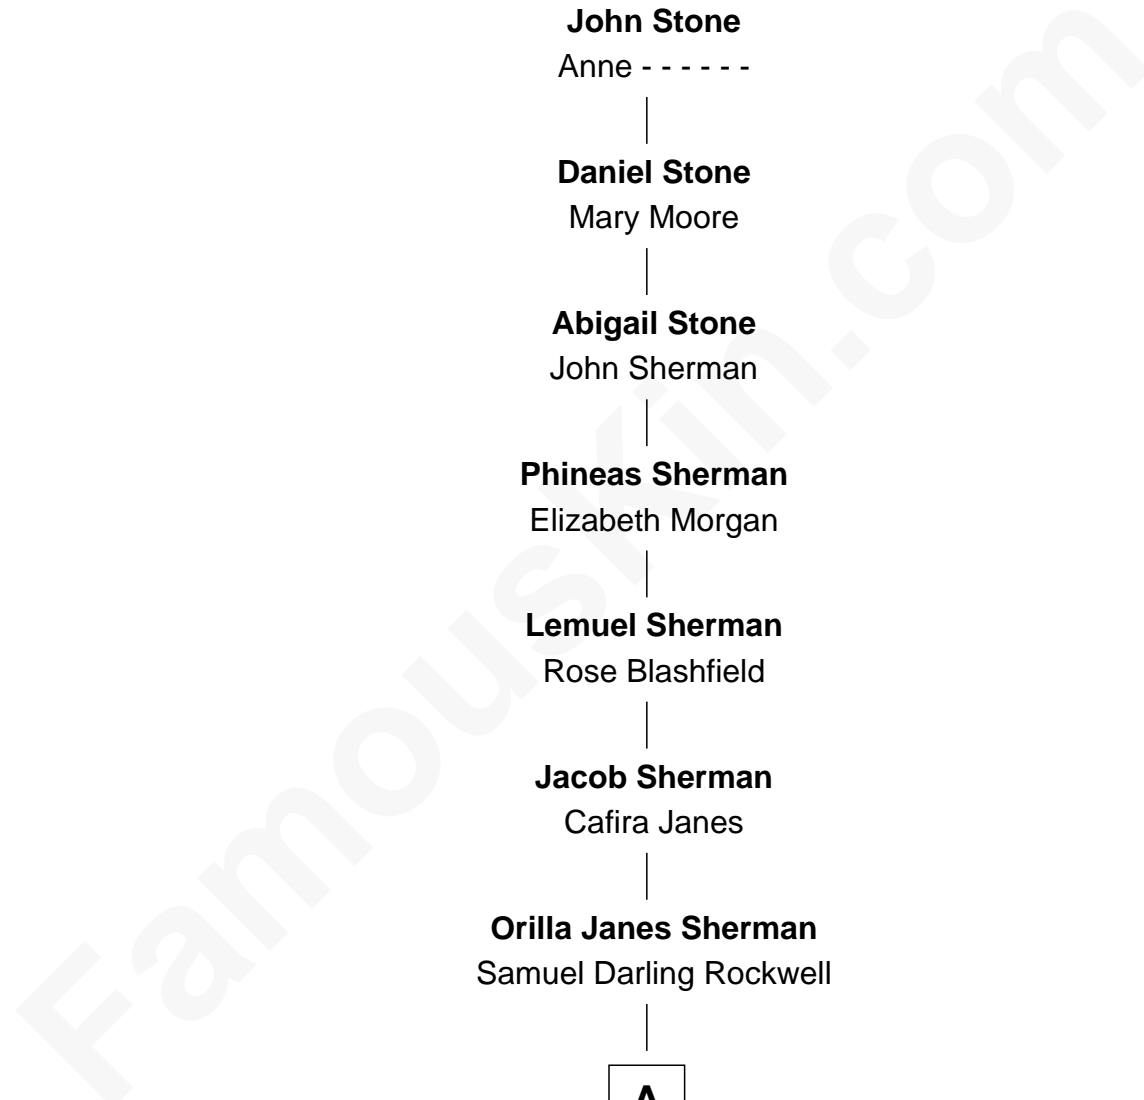 John Stone
Anne - - - - - -
Daniel Stone
Mary Moore
Abigail Stone
John Sherman
Phineas Sherman
Elizabeth Morgan
Lemuel Sherman
Rose Blashfield
Jacob Sherman
Cafira Janes
Orilla Janes Sherman
Samuel Darling Rockwell
A
FamousKin.com